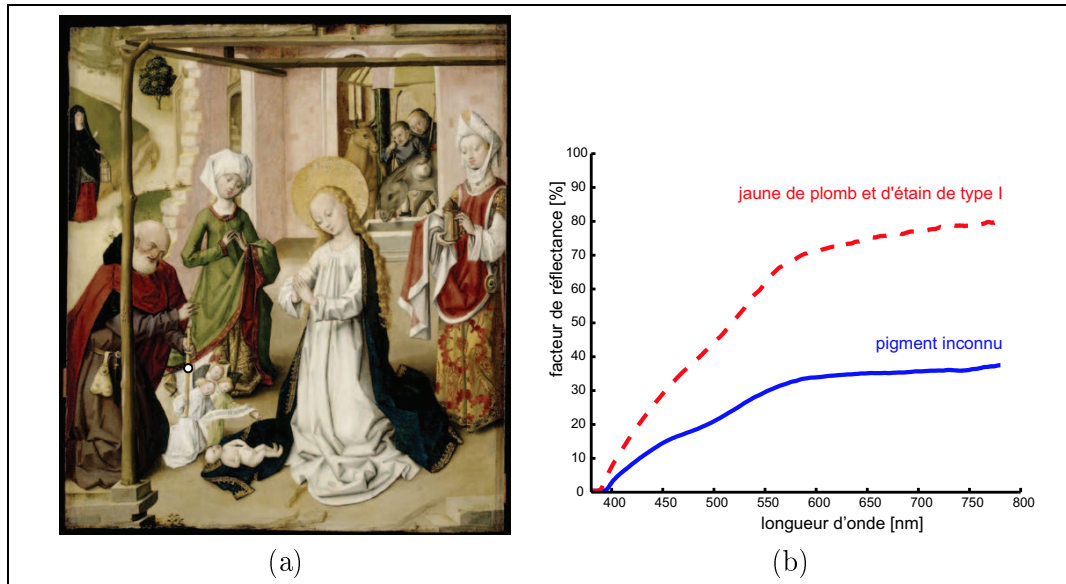 100
90
80
70
60
50
40
30
20
10
0
facteur de réflectance [%]
jaune de plomb et d'étain de type I
pigment inconnu
400 450 500 550 600 650 700 750 800
longueur d'onde [nm]
(a) (b)